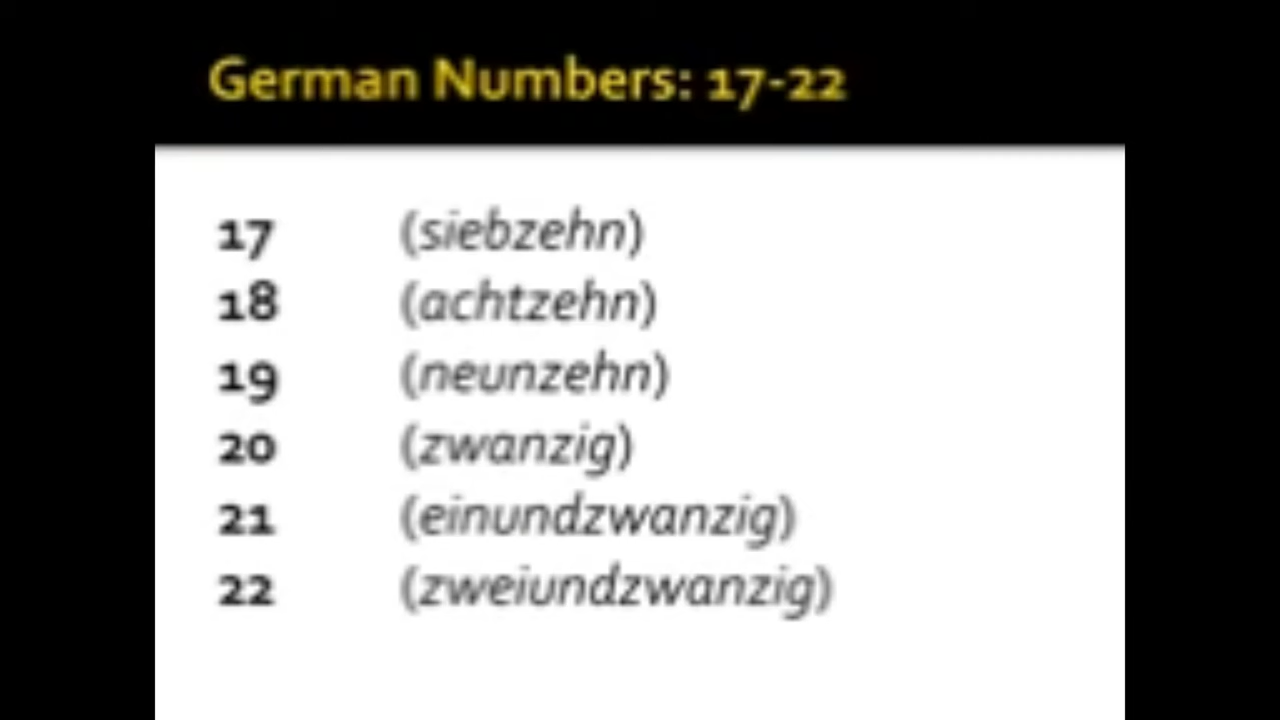 German Numbers: 17-22
17 (siebzehn)
18 (achtzehn)
19 (neunzehn)
20 (zwanzig)
21 (einundzwanzig)
22 (zweiundzwanzig)